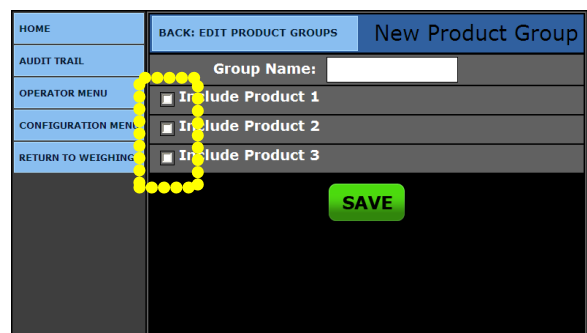 HOME
AUDIT TRAIL
OPERATOR MENU
CONFIGURATION MENU
RETURN TO WEIGHING
BACK: EDIT PRODUCT GROUPS
New Product Group
Group Name:
Include Product 1
Include Product 2
Include Product 3
SAVE